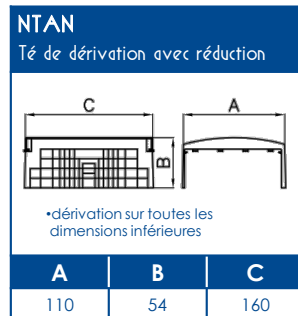 NTAN
Té de dérivation avec réduction
C
A
B
•dérivation sur toutes les
dimensions inférieures
A B C
110 54 160